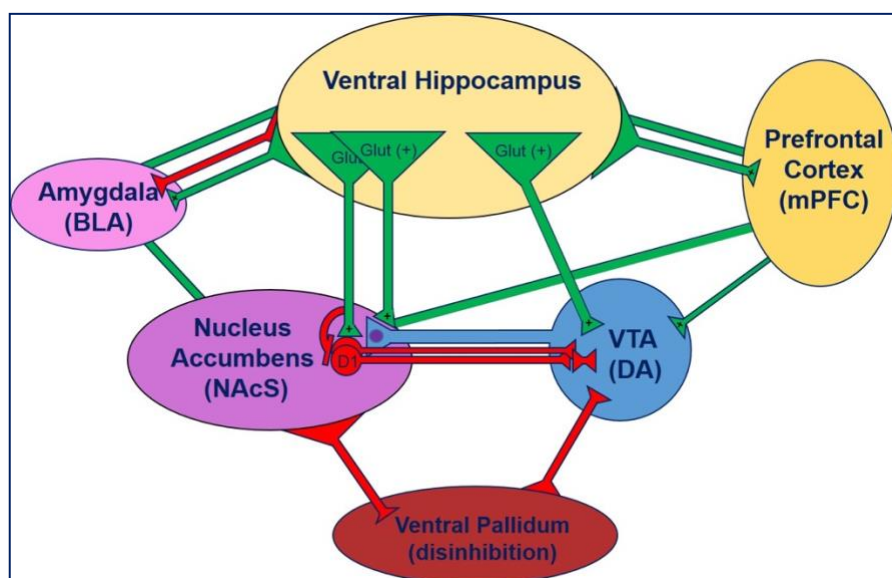 Ventral Hippocampus
Glut
Glut (+)
Glut (+)
Prefrontal
Cortex
(mPFC)
Amygdala
(BLA)
Nucleus
Accumbens
(NAcS)
D1
VTA
(DA)
Ventral Pallidum
(disinhibition)